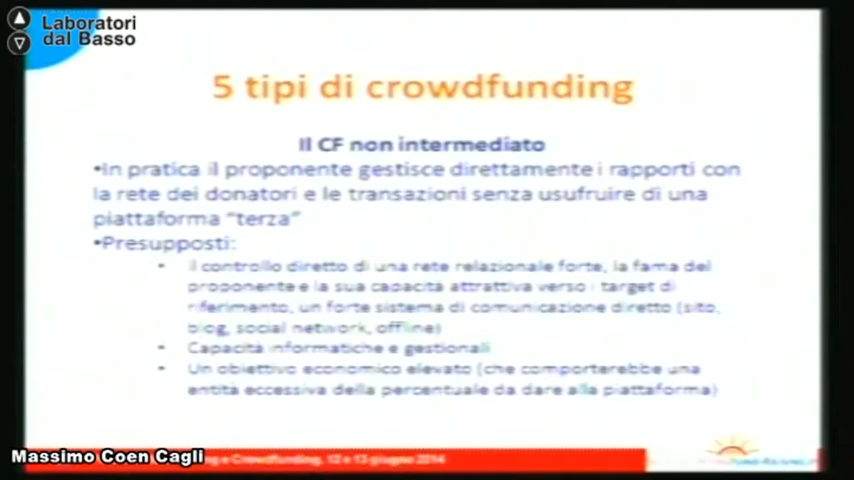 Laboratori
dal Basso
5 tipi di crowdfunding
Il CF non intermediato
•In pratica il proponente gestisce direttamente i rapporti con
la rete dei donatori e le transazioni senza usufruire di una
piattaforma “terza”
•Presupposti:
• Il controllo diretto di una rete relazionale forte, la fama del
proponente e la sua capacità attrattiva verso i target di
riferimento, un forte sistema di comunicazione diretto (sito,
blog, social network, offline)
• Capacità informatiche e gestionali
• Un obiettivo economico elevato (che comporterebbe una
entità eccessiva della percentuale da dare alla piattaforma)
Massimo Coen Cagli
e Crowdfunding, 12 e 13 giugno 2014